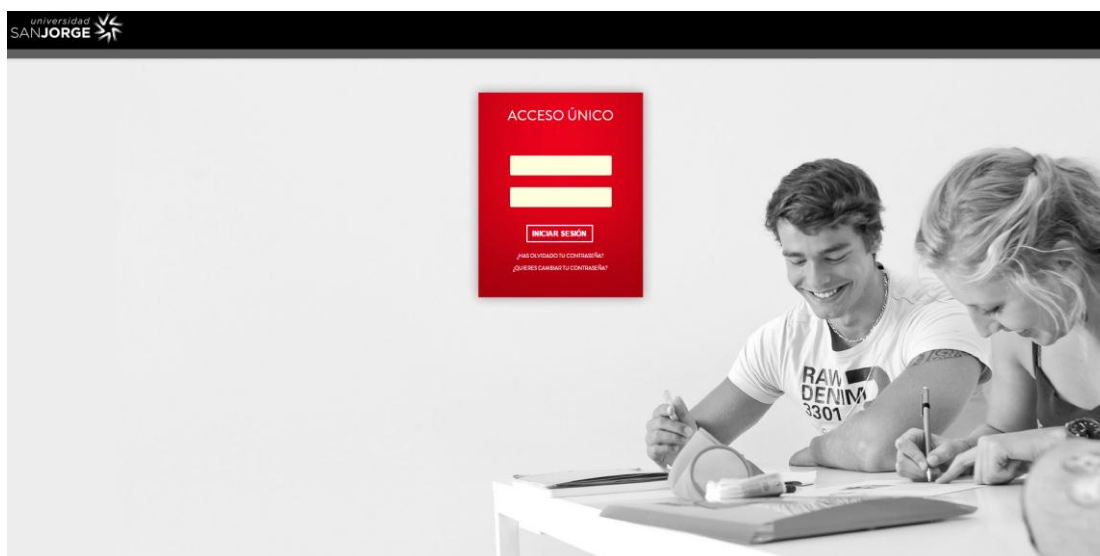 universidad
SANJORGE
ACCESO ÚNICO
INICIAR SESIÓN
¿HAS OLVIDADO TU CONTRASEÑA?
¿QUIERES CAMBIAR TU CONTRASEÑA?
RAW
DENIM
3301